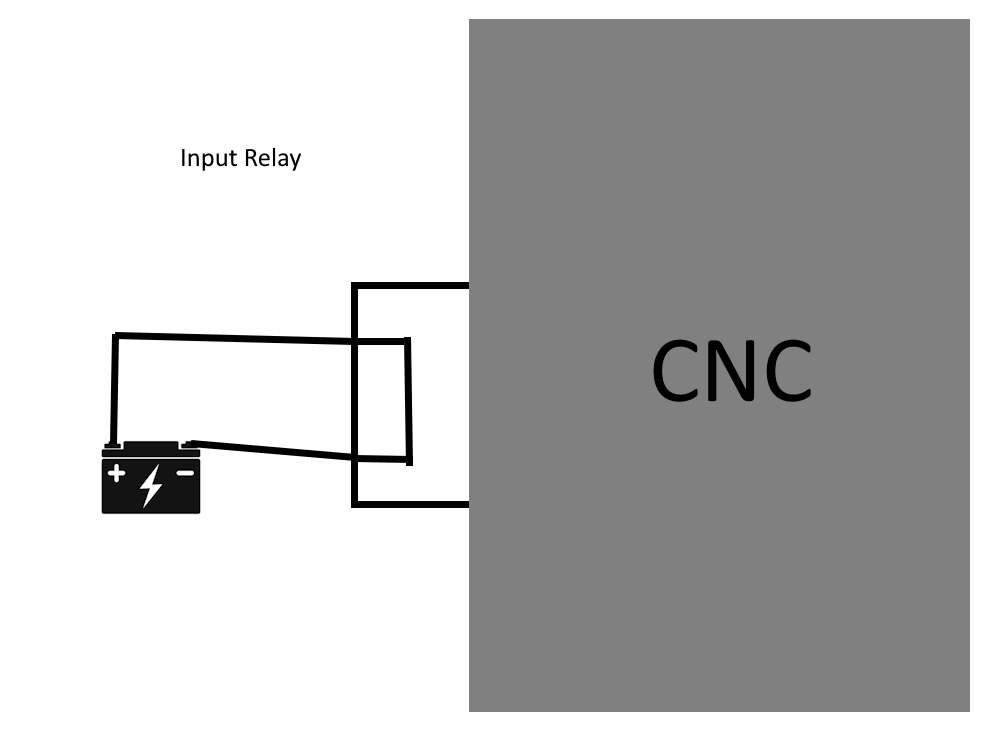 Input Relay
CNC
+ −